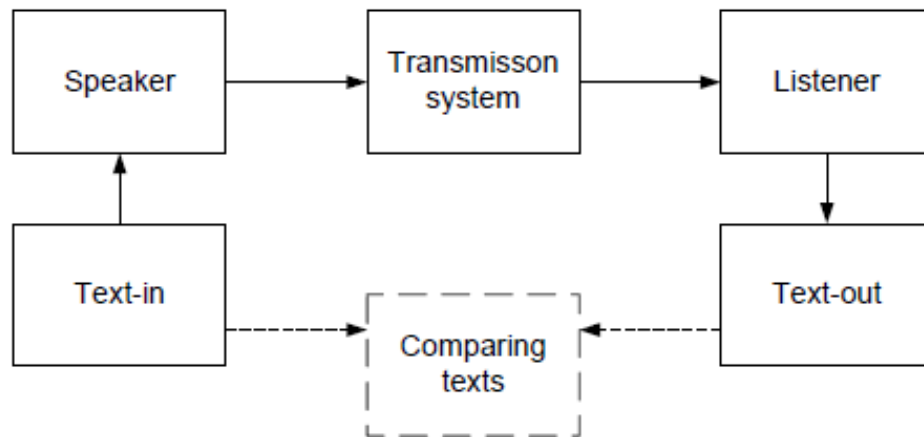 Speaker
Transmisson
system
Listener
Text-in
Text-out
Comparing
texts